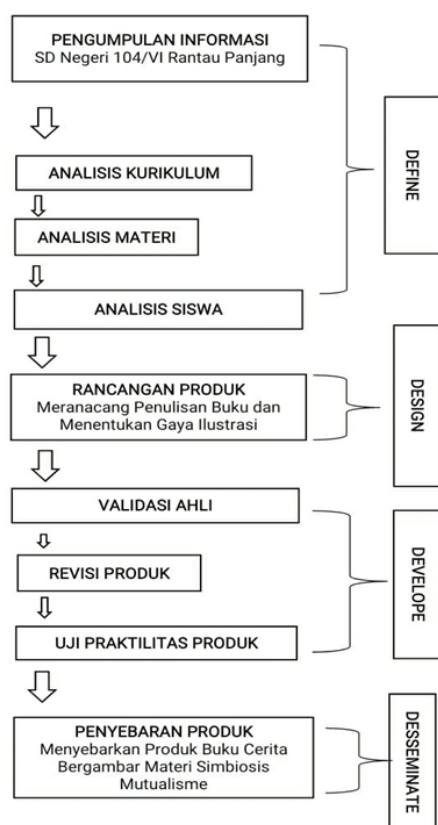 PENGUMPULAN INFORMASI
SD Negeri 104/VI Rantau Panjang
ANALISIS KURIKULUM
ANALISIS MATERI
ANALISIS SISWA
DEFINE
RANCANGAN PRODUK
Meranacang Penulisan Buku dan
Menentukan Gaya Ilustrasi
DESIGN
VALIDASI AHLI
REVISI PRODUK
UJI PRAKTILITAS PRODUK
DEVELOPE
PENYEBARAN PRODUK
Menyebarkan Produk Buku Cerita
Bergambar Materi Simbiosis
Mutualisme
DESSEMINATE